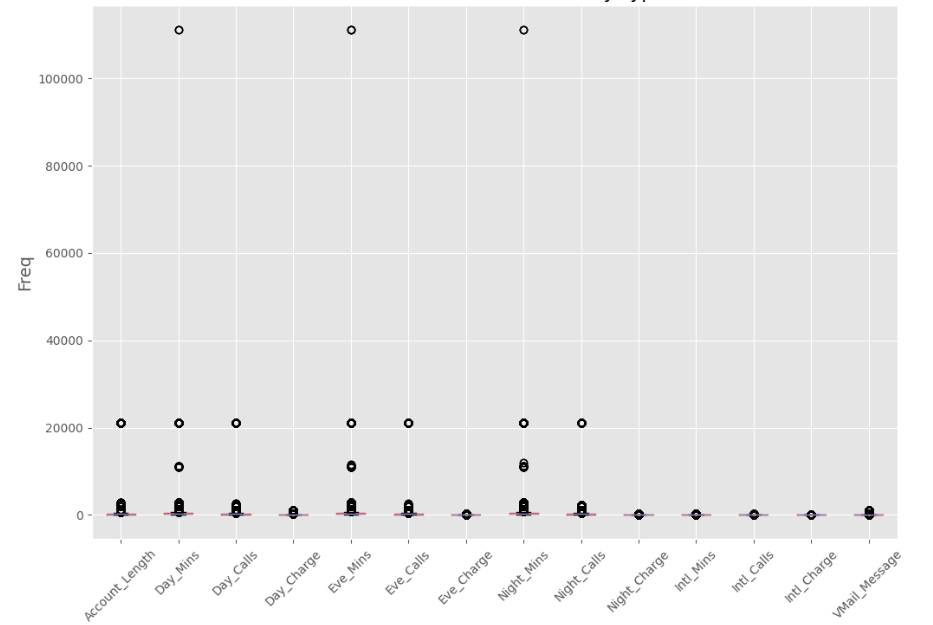 100000
80000
60000
40000
20000
0
Freq
Account_Length
Day_Mins
Day_Calls
Day_Charge
Eve_Mins
Eve_Calls
Eve_Charge
Night_Mins
Night_Calls
Night_Charge
Intl_Mins
Intl_Calls
Intl_Charge
VMail_Message